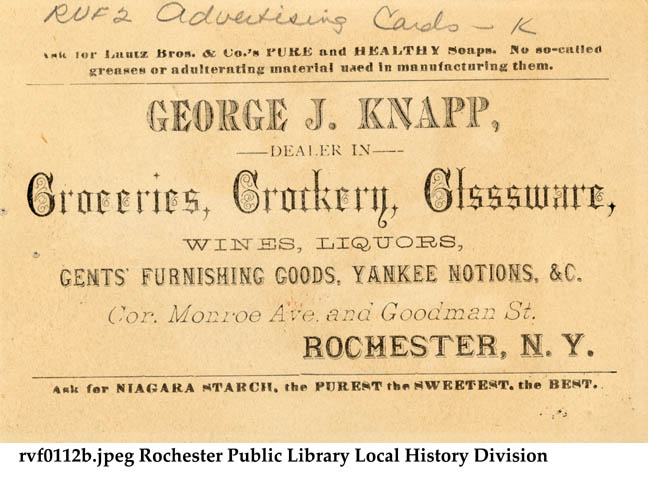 RVF2 Advertising Cards - K
Ask for Lautz Bros. & Co.'s PURE and HEALTHY Soaps. No so-called
greases or adulterating material used in manufacturing them.
GEORGE J. KNAPP,
—DEALER IN—
Groceries, Crockery, Glssswarе,
WINES, LIQUORS,
GENTS' FURNISHING GOODS, YANKEE NOTIONS, &C.
Cor. Monroe Ave. and Goodman St.
ROCHESTER, N. Y.
Ask for NIAGARA STARCH, the PUREST the SWEETEST, the BEST.
rvf0112b.jpeg Rochester Public Library Local History Division